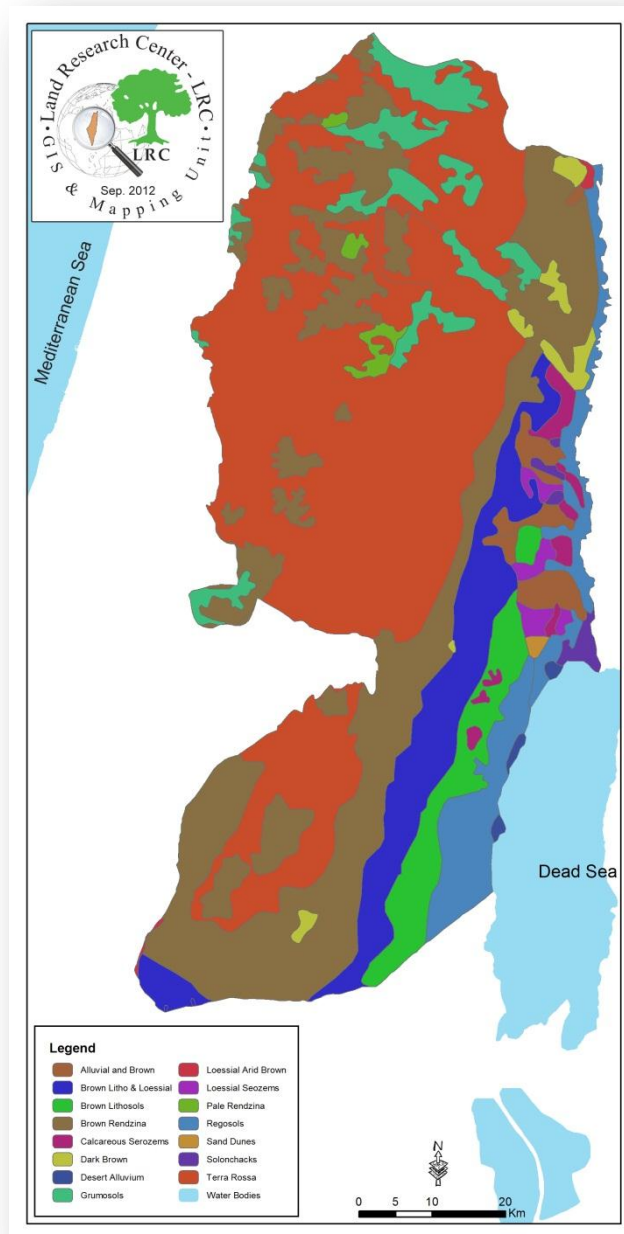 Land Research Center - LRC
GIS & Mapping Unit
LRC
Sep. 2012
Mediterranean Sea
Dead Sea
Legend
Alluvial and Brown
Brown Litho & Loessial
Brown Lithosols
Brown Rendzina
Calcareous Serozems
Dark Brown
Desert Alluvium
Grumosols
Loessial Arid Brown
Loessial Seozems
Pale Rendzina
Regosols
Sand Dunes
Solonchacks
Terra Rossa
Water Bodies
N
0 5 10 20
Km